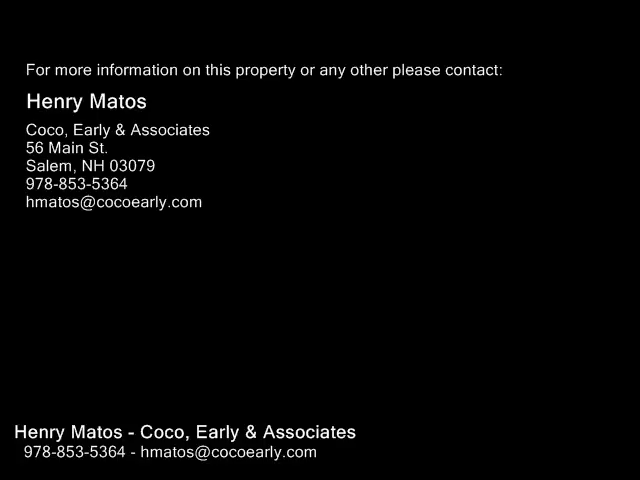 For more information on this property or any other please contact:
Henry Matos
Coco, Early & Associates
56 Main St.
Salem, NH 03079
978-853-5364
hmatos@cocoearly.com
Henry Matos - Coco, Early & Associates
978-853-5364 - hmatos@cocoearly.com